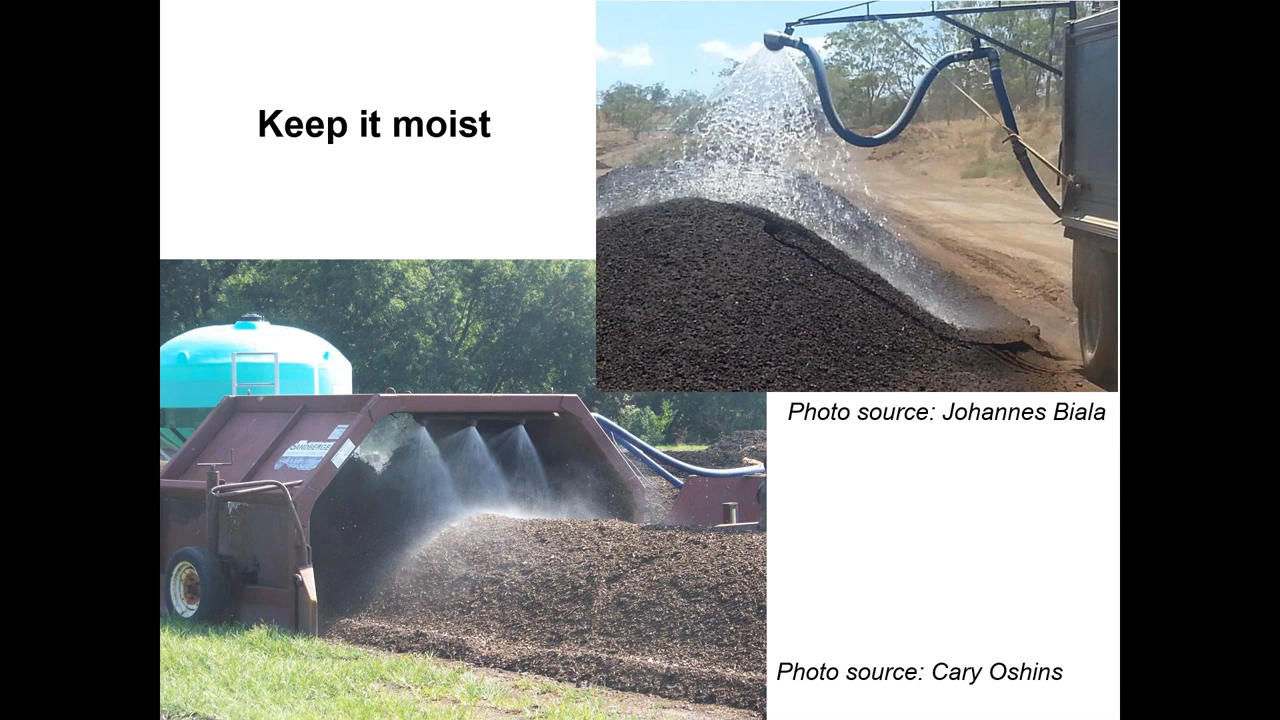 Keep it moist
Photo source: Johannes Biala
Photo source: Cary Oshins